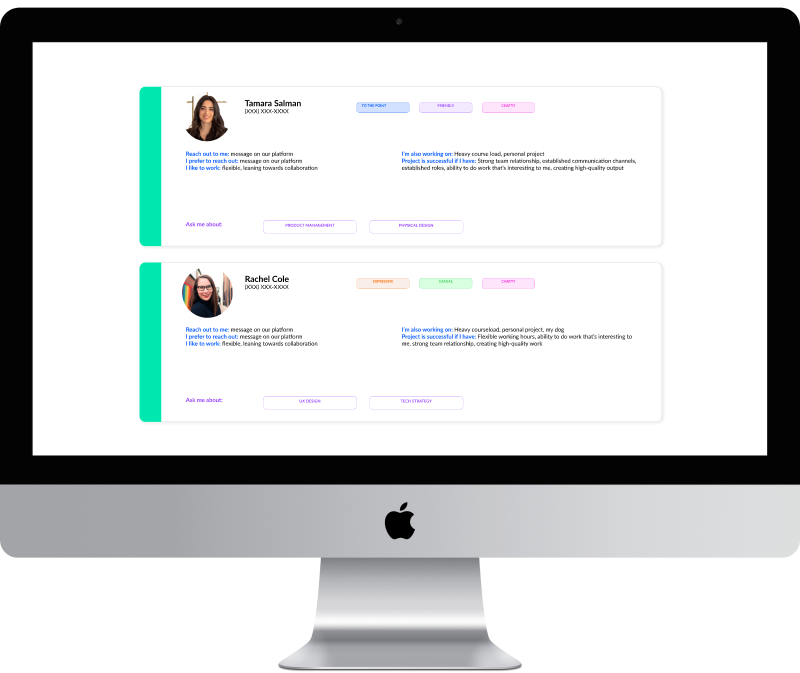 Tamara Salman
(XXX) XXX-XXXX
TO THE POINT
FRIENDLY
CHATTY
Reach out to me: message on our platform
I prefer to reach out: message on our platform
I like to work: flexible, leaning towards collaboration
I'm also working on: Heavy course load, personal project
Project is successful if I have: Strong team relationship, established communication channels,
established roles, ability to do work that's interesting to me, creating high-quality output
Ask me about:
PRODUCT MANAGEMENT
PHYSICAL DESIGN
Rachel Cole
(XXX) XXX-XXXX
EXPRESSIVE
CASUAL
CHATTY
Reach out to me: message on our platform
I prefer to reach out: message on our platform
I like to work: flexible, leaning towards collaboration
I'm also working on: Heavy courseload, personal project, my dog
Project is successful if I have: Flexible working hours, ability to do work that's interesting to
me, strong team relationship, creating high-quality work
Ask me about:
UX DESIGN
TECH STRATEGY